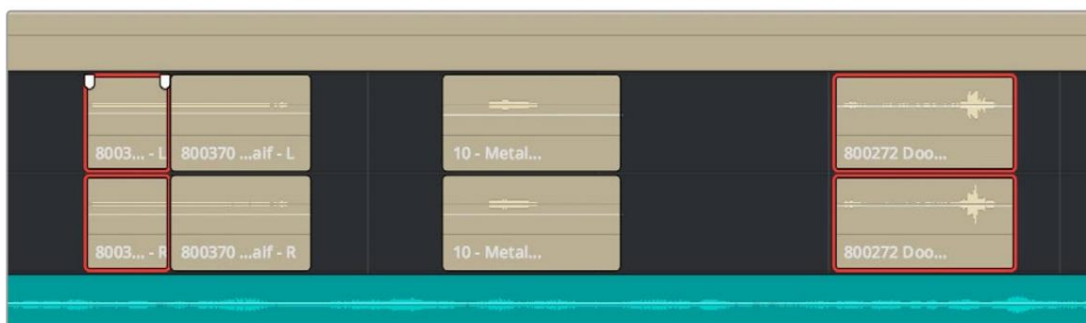 8003... - L
800370 ...aif - L
10 - Metal...
800272 Doo...
8003... - R
800370 ...aif - R
10 - Metal...
800272 Doo...